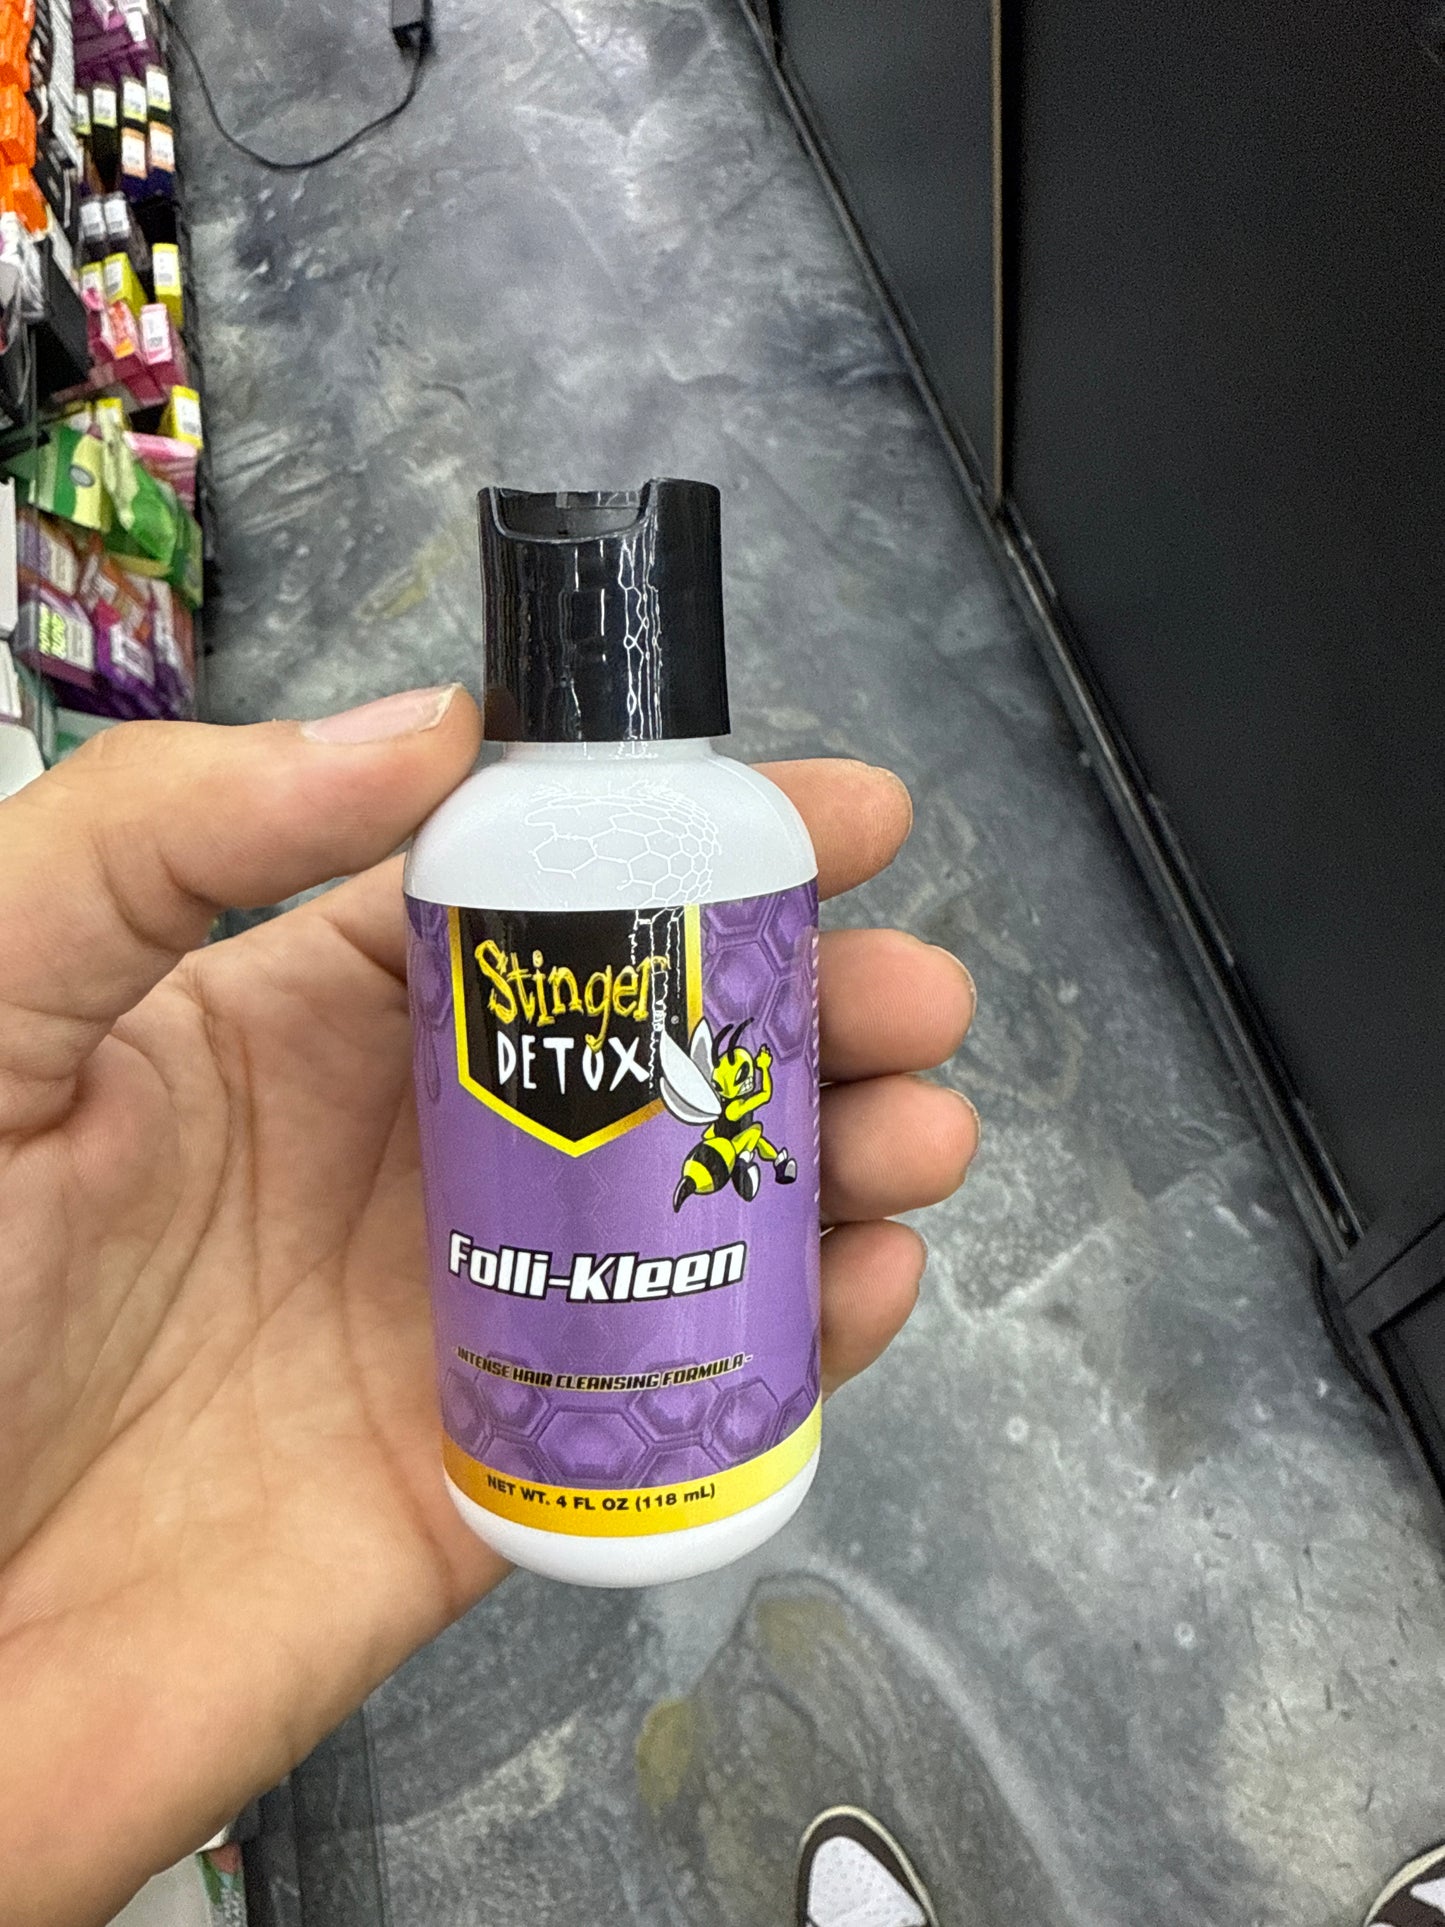 Stinger
DETOX
®
Folli-Kleen
- INTENSE HAIR CLEANSING FORMULA -
NET WT. 4 FL OZ (118 mL)